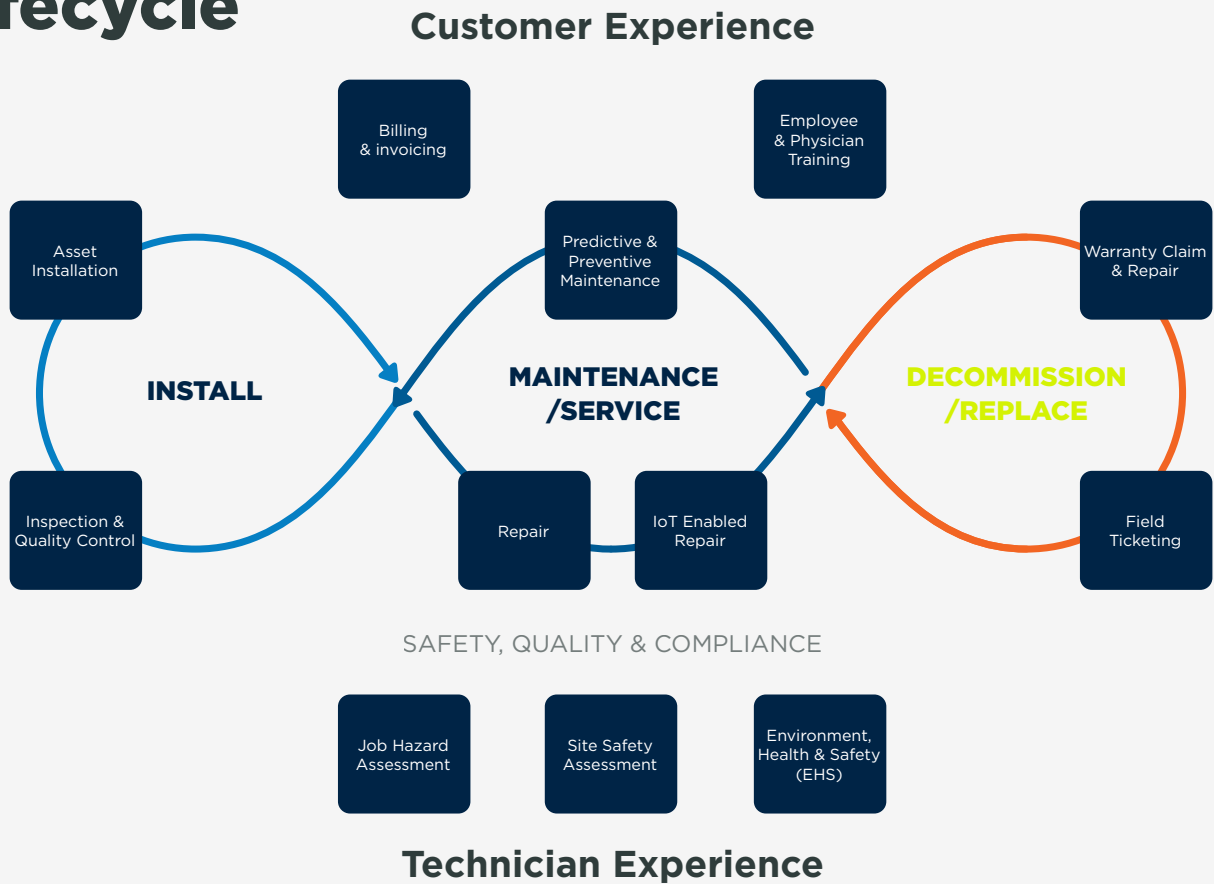 Customer Experience
Billing
& invoicing
Employee
& Physician
Training
Asset
Installation
Predictive &
Preventive
Maintenance
Warranty Claim
& Repair
INSTALL
MAINTENANCE
/SERVICE
DECOMMISSION
/REPLACE
Inspection &
Quality Control
Repair
IoT Enabled
Repair
Field
Ticketing
SAFETY, QUALITY & COMPLIANCE
Job Hazard
Assessment
Site Safety
Assessment
Environment,
Health & Safety
(EHS)
Technician Experience